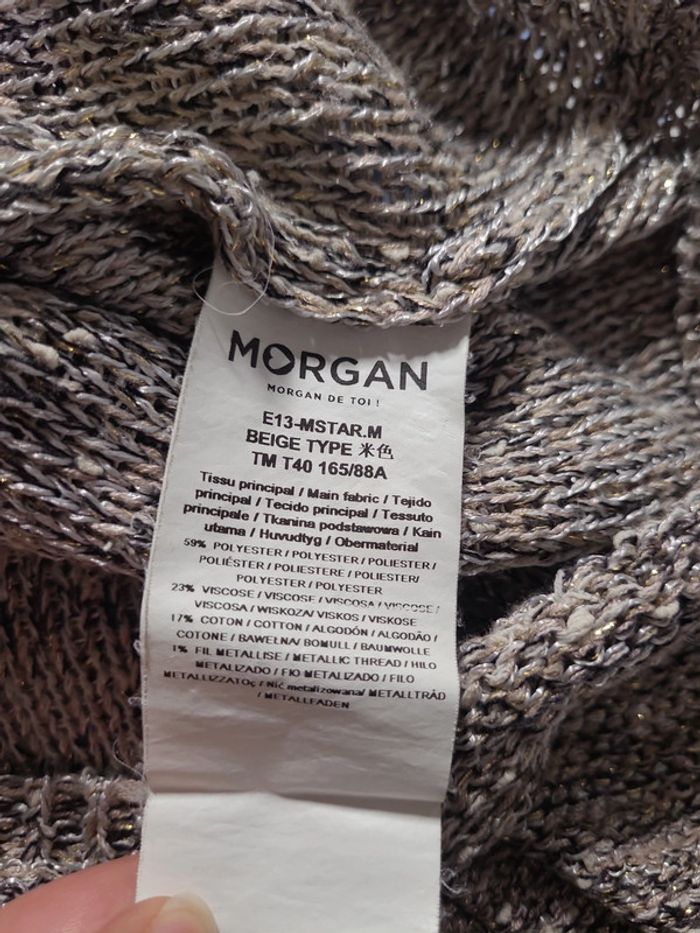 MORGAN
MORGAN DE TOI !
E13-MSTAR.M
BEIGE TYPE 米色
TM T40 165/88A
Tissu principal / Main fabric / Tejido
principal / Tecido principal / Tessuto
principale / Tkanina podstawowa / Kain
utama / Huvudtyg / Obermaterial
59% POLYESTER / POLYESTER / POLIESTER /
POLIÉSTER / POLIESTERE / POLIESTER/
POLYESTER / POLYESTER
23% VISCOSE / VISCOSE / VISCOSA / VISCOSE /
VISCOSA / WISKOZA/ VISKOS / VISKOSE
17% COTON / COTTON / ALGODÓN / ALGODÃO /
COTONE / BAWEŁNA/ BOMULL / BAUMWOLLE
1% FIL METALLISE / METALLIC THREAD / HILO
METALIZADO / FIO METALIZADO / FILO
METALLIZZATOç / Nić metalizowana/ METALLTRÅD
/ METALLFADEN